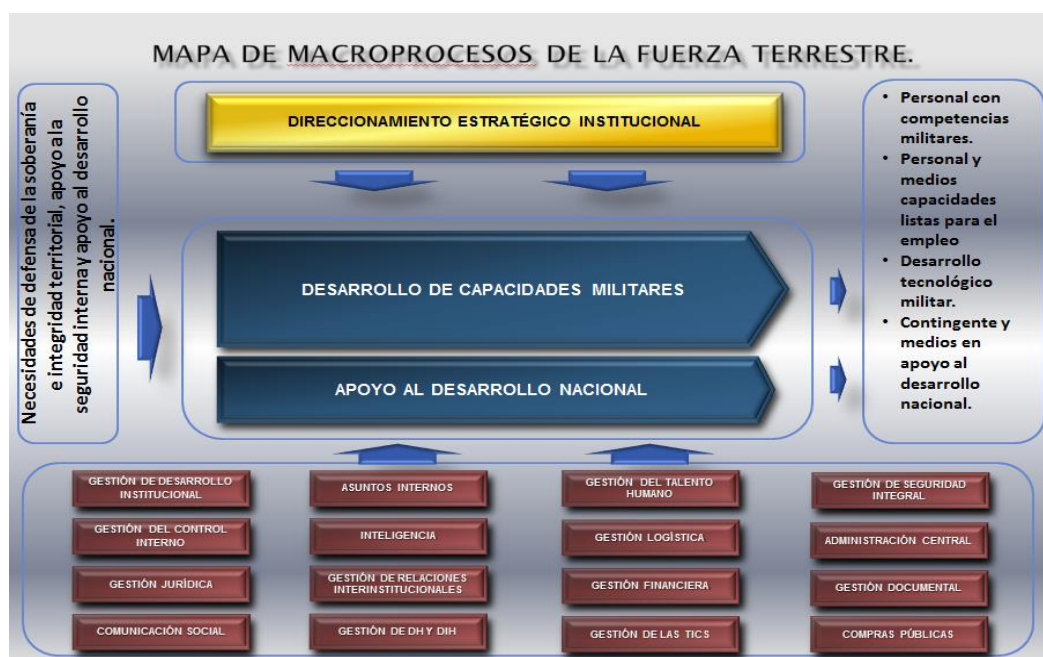 MAPA DE MACROPROCESOS DE LA FUERZA TERRESTRE.
Necesidades de defensa de la soberanía
e integridad territorial, apoyo a la
seguridad interna y apoyo al desarrollo
nacional.
DIRECCIONAMIENTO ESTRATÉGICO INSTITUCIONAL
DESARROLLO DE CAPACIDADES MILITARES
APOYO AL DESARROLLO NACIONAL
• Personal con
competencias
militares.
• Personal y
medios
capacidades
listas para el
empleo
• Desarrollo
tecnológico
militar.
• Contingente y
medios en
apoyo al
desarrollo
nacional.
GESTIÓN DE DESARROLLO
INSTITUCIONAL
ASUNTOS INTERNOS
GESTIÓN DEL TALENTO
HUMANO
GESTIÓN DE SEGURIDAD
INTEGRAL
GESTIÓN DEL CONTROL
INTERNO
INTELIGENCIA
GESTIÓN LOGÍSTICA
ADMINISTRACIÓN CENTRAL
GESTIÓN JURÍDICA
GESTIÓN DE RELACIONES
INTERINSTITUCIONALES
GESTIÓN FINANCIERA
GESTIÓN DOCUMENTAL
COMUNICACIÓN SOCIAL
GESTIÓN DE DH Y DIH
GESTIÓN DE LAS TICS
COMPRAS PÚBLICAS